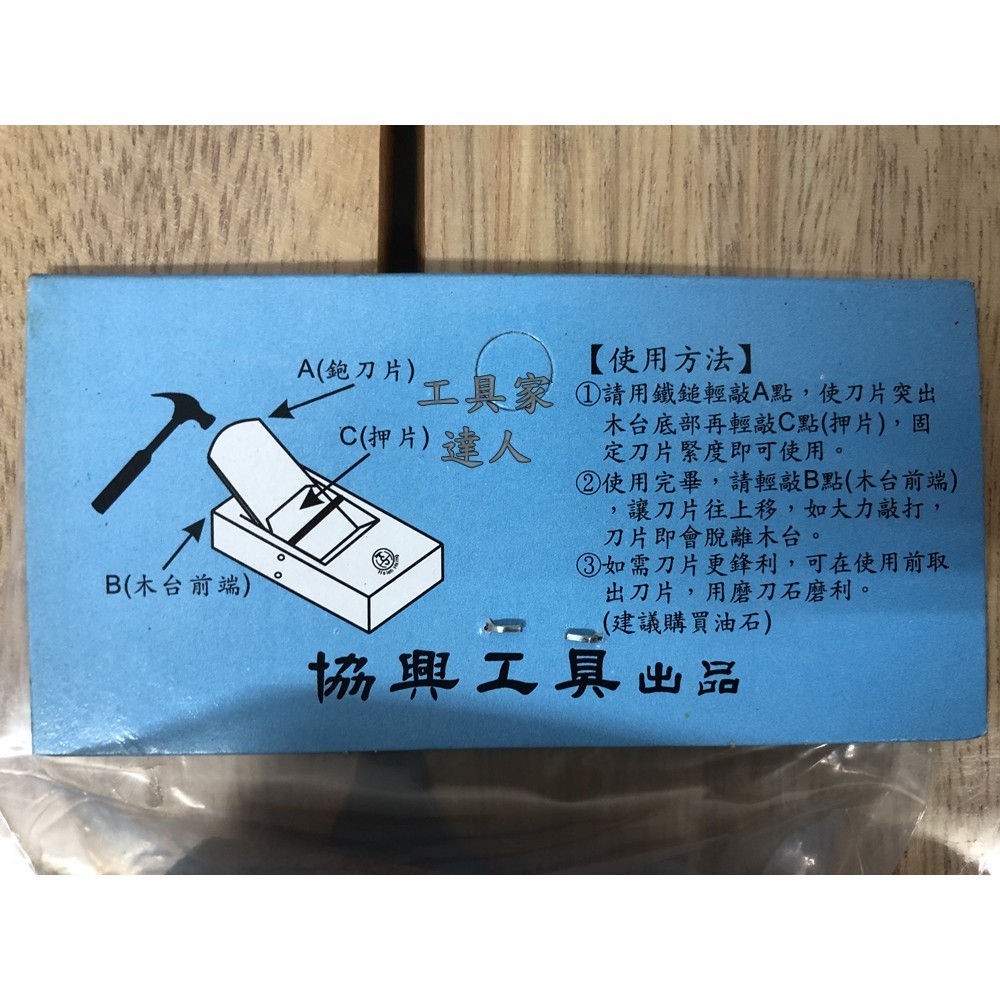 A(鉋刀片)
C(押片)
B(木台前端)
工具家
達人
【使用方法】
①請用鐵鎚輕敲A點，使刀片突出
木台底部再輕敲C點(押片)，固
定刀片緊度即可使用。
②使用完畢，請輕敲B點(木台前端)
，讓刀片往上移，如大力敲打，
刀片即會脫離木台。
③如需刀片更鋒利，可在使用前取
出刀片，用磨刀石磨利。
(建議購買油石)
協興工具出品